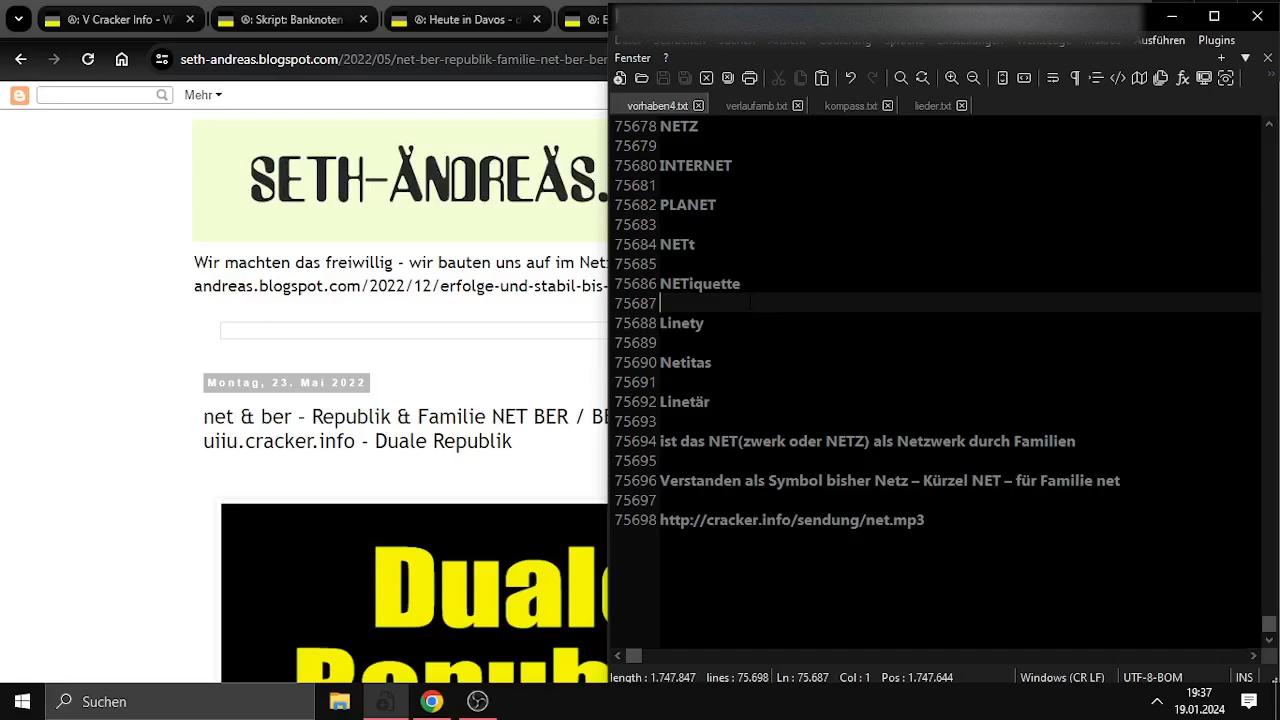 V Cracker Info - W
Skript: Banknoten
Heute in Davos - d
seth-andreas.blogspot.com/2022/05/net-ber-republik-familie-net-ber-ber
Mehr
SETH-ÄNDREÄS.
Wir machten das freiwillig - wir bauten uns auf im Net
andreas.blogspot.com/2022/12/erfolge-und-stabil-bis-
Montag, 23. Mai 2022
net & ber - Republik & Familie NET BER / BE
uiiu.cracker.info - Duale Republik
Duale
Republi
Ausführen Plugins
Fenster ?
vorhaben4.txt verlaufamb.txt kompass.txt lieder.txt
75678 NETZ
75679
75680 INTERNET
75681
75682 PLANET
75683
75684 NETt
75685
75686 NETiquette
75687
75688 Linety
75689
75690 Netitas
75691
75692 Linetär
75693
75694 ist das NET(zwerk oder NETZ) als Netzwerk durch Familien
75695
75696 Verstanden als Symbol bisher Netz – Kürzel NET – für Familie net
75697
75698 http://cracker.info/sendung/net.mp3
length : 1.747.847 lines : 75.698 Ln : 75.687 Col : 1 Pos : 1.747.644 Windows (CR LF) UTF-8-BOM INS
Suchen
19:37
19.01.2024